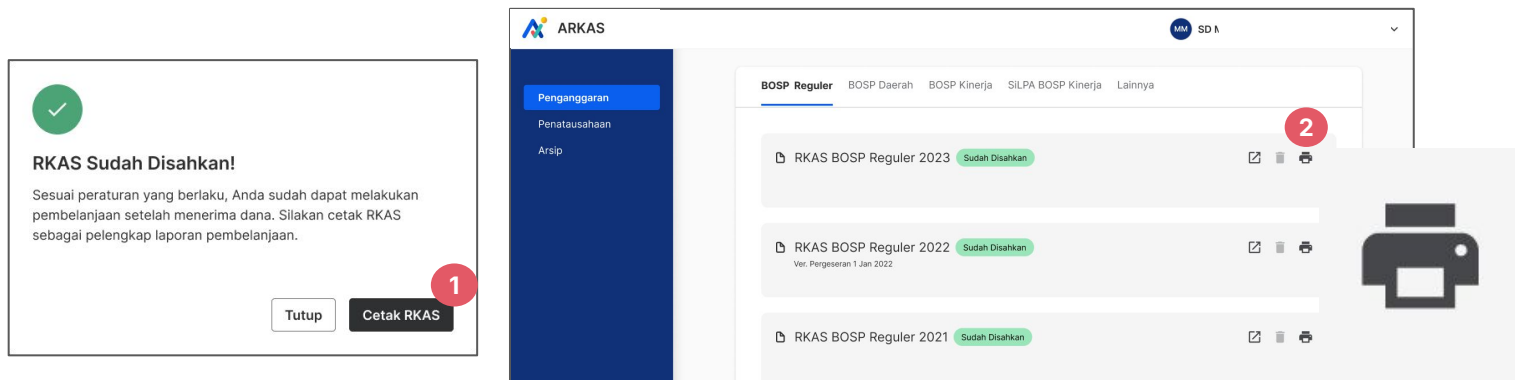 RKAS Sudah Disahkan!
Sesuai peraturan yang berlaku, Anda sudah dapat melakukan
pembelanjaan setelah menerima dana. Silakan cetak RKAS
sebagai pelengkap laporan pembelanjaan.
1
Tutup Cetak RKAS
ARKAS
MM SD M
Penganggaran
Penatausahaan
Arsip
BOSP Reguler BOSP Daerah BOSP Kinerja SiLPA BOSP Kinerja Lainnya
2
RKAS BOSP Reguler 2023 Sudah Disahkan
RKAS BOSP Reguler 2022 Sudah Disahkan
Ver. Pergeseran 1 Jan 2022
RKAS BOSP Reguler 2021 Sudah Disahkan